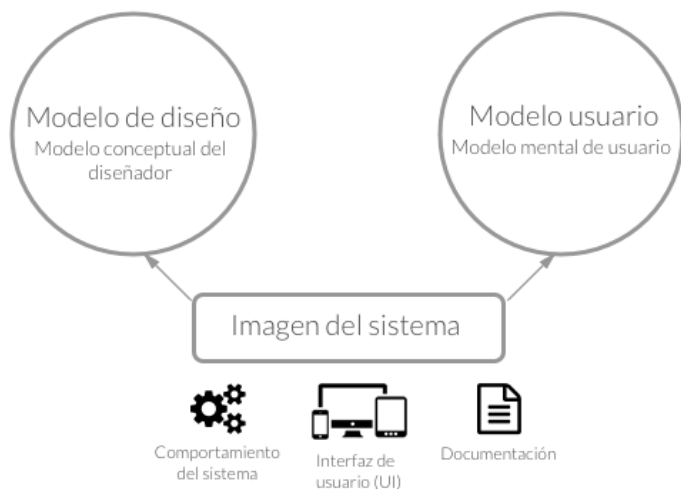 Modelo de diseño
Modelo conceptual del
diseñador
Modelo usuario
Modelo mental de usuario
Imagen del sistema
Comportamiento
del sistema
Interfaz de
usuario (UI)
Documentación